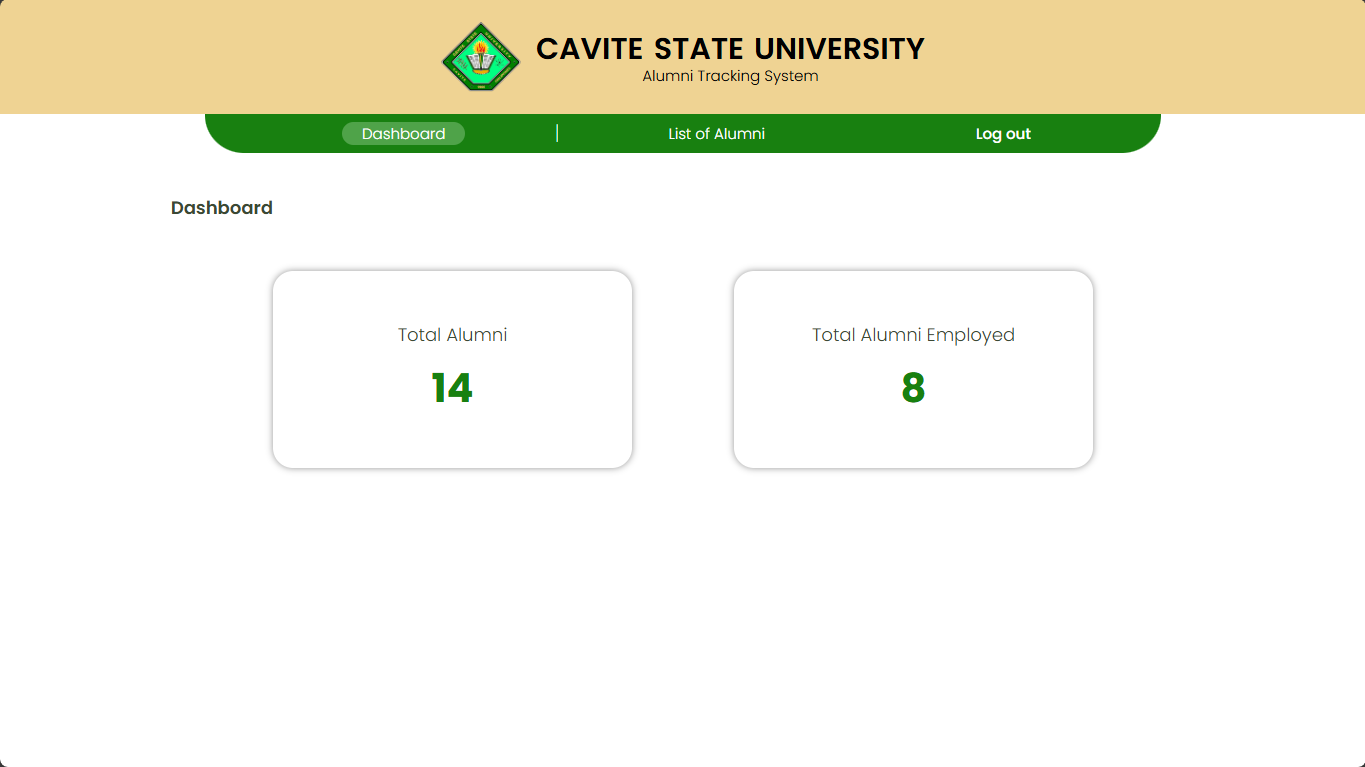 CAVITE STATE UNIVERSITY
Alumni Tracking System
Dashboard | List of Alumni Log out
Dashboard
Total Alumni
14
Total Alumni Employed
8